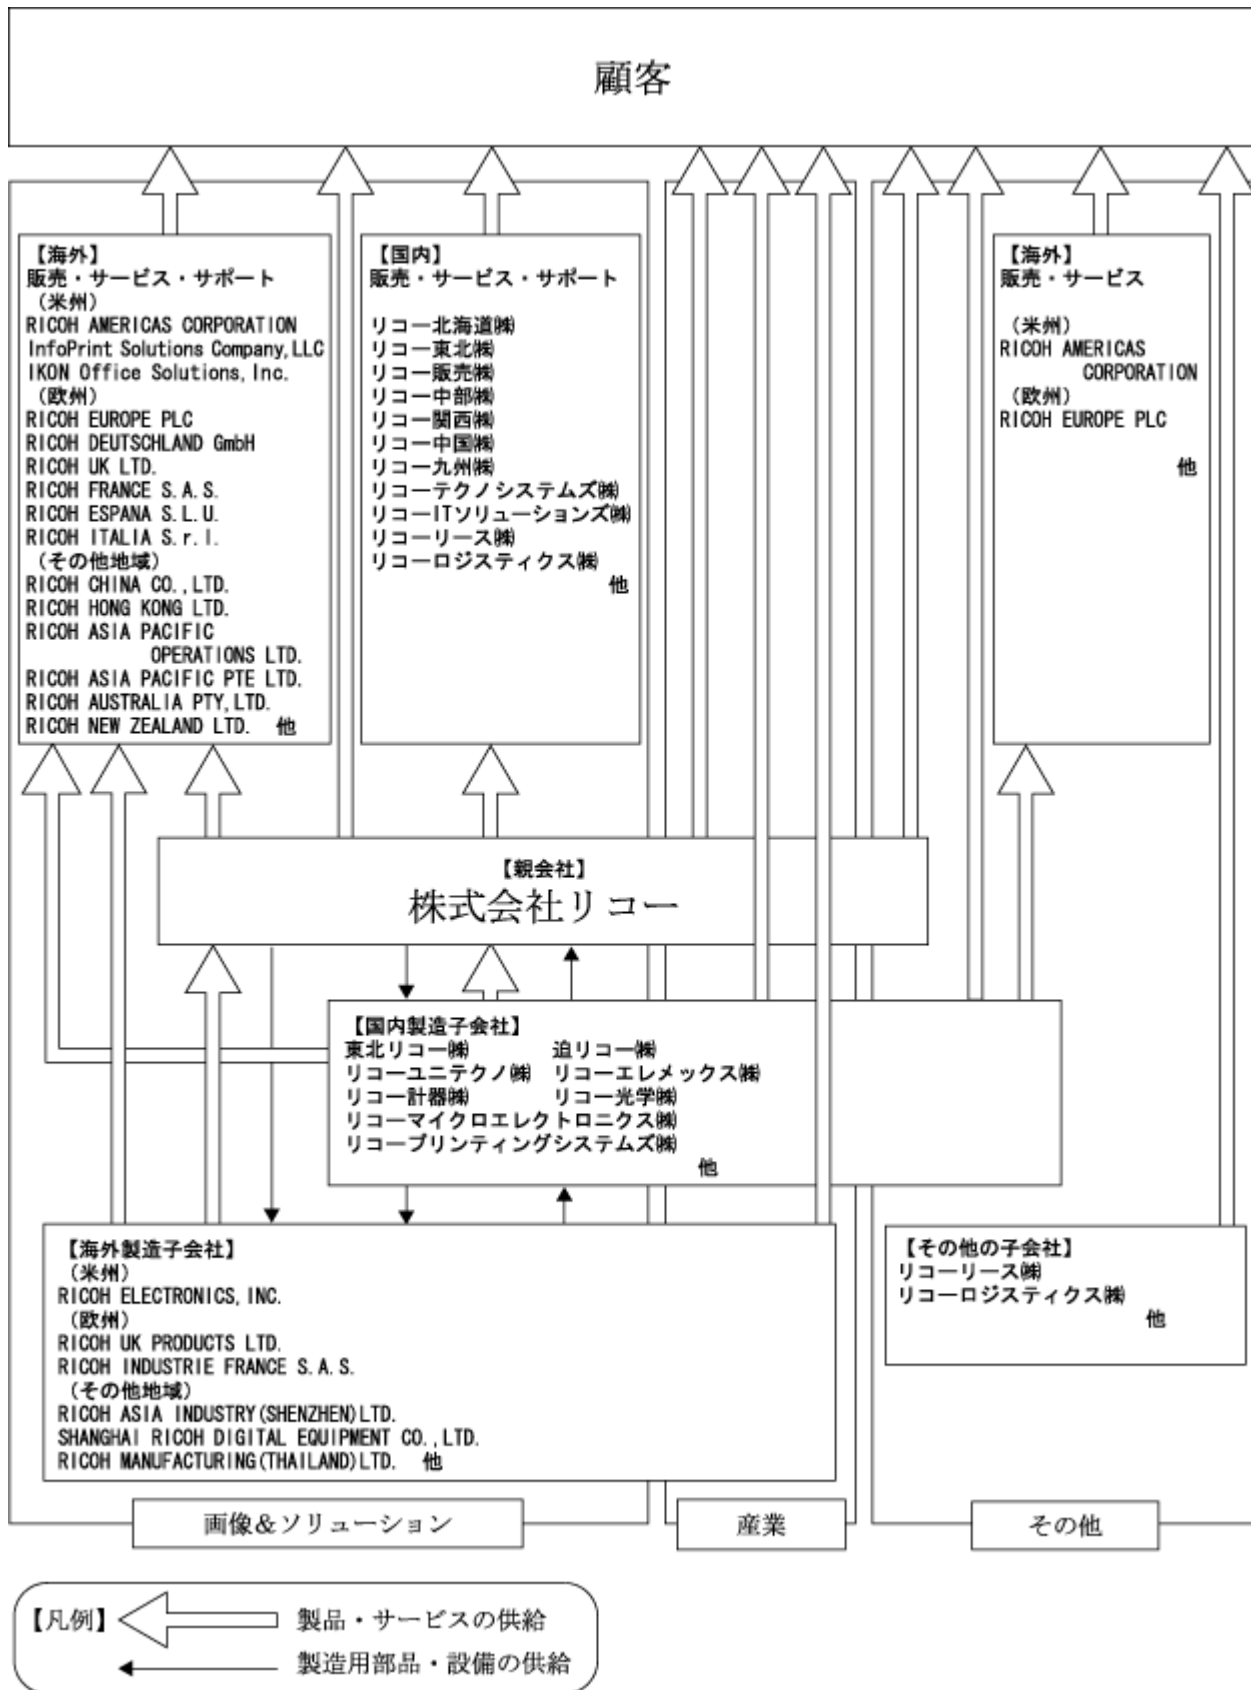 顧客
【海外】
販売・サービス・サポート
（米州）
RICOH AMERICAS CORPORATION
InfoPrint Solutions Company,LLC
IKON Office Solutions,Inc.
（欧州）
RICOH EUROPE PLC
RICOH DEUTSCHLAND GmbH
RICOH UK LTD.
RICOH FRANCE S.A.S.
RICOH ESPANA S.L.U.
RICOH ITALIA S.r.l.
（その他地域）
RICOH CHINA CO.,LTD.
RICOH HONG KONG LTD.
RICOH ASIA PACIFIC
OPERATIONS LTD.
RICOH ASIA PACIFIC PTE LTD.
RICOH AUSTRALIA PTY,LTD.
RICOH NEW ZEALAND LTD. 他
【国内】
販売・サービス・サポート
リコー北海道㈱
リコー東北㈱
リコー販売㈱
リコー中部㈱
リコー関西㈱
リコー中国㈱
リコー九州㈱
リコーテクノシステムズ㈱
リコーITソリューションズ㈱
リコーリース㈱
リコーロジスティクス㈱
他
【海外】
販売・サービス
（米州）
RICOH AMERICAS
CORPORATION
（欧州）
RICOH EUROPE PLC
他
【親会社】
株式会社リコー
【国内製造子会社】
東北リコー㈱ 迫リコー㈱
リコーユニテクノ㈱ リコーエレメックス㈱
リコー計器㈱ リコー光学㈱
リコーマイクロエレクトロニクス㈱
リコープリンティングシステムズ㈱
他
【海外製造子会社】
（米州）
RICOH ELECTRONICS,INC.
（欧州）
RICOH UK PRODUCTS LTD.
RICOH INDUSTRIE FRANCE S.A.S.
（その他地域）
RICOH ASIA INDUSTRY(SHENZHEN)LTD.
SHANGHAI RICOH DIGITAL EQUIPMENT CO.,LTD.
RICOH MANUFACTURING(THAILAND)LTD. 他
【その他の子会社】
リコーリース㈱
リコーロジスティクス㈱
他
画像＆ソリューション
産業
その他
【凡例】
製品・サービスの供給
製造用部品・設備の供給